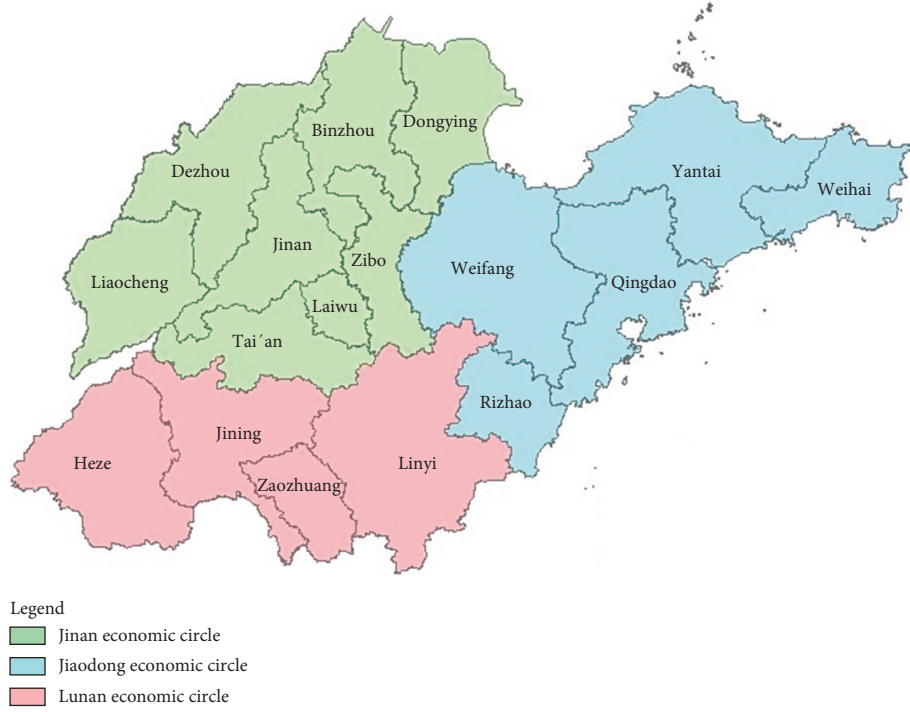 Dongying
Binzhou
Dezhou
Yantai
Weihai
Jinan
Zibo
Weifang
Liaocheng
Qingdao
Laiwu
Tai´an
Rizhao
Jining
Heze
Linyi
Zaozhuang
Legend
Jinan economic circle
Jiaodong economic circle
Lunan economic circle